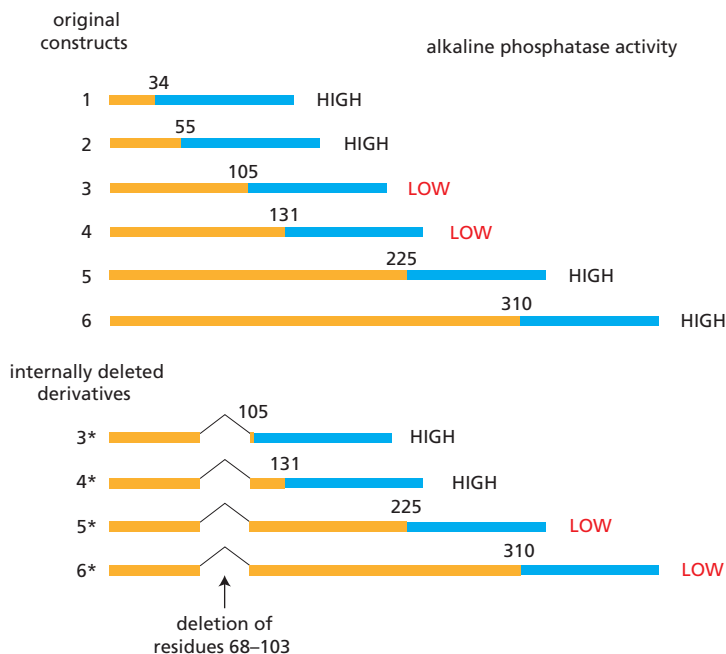 original
constructs
alkaline phosphatase activity
1 34 HIGH
2 55 HIGH
3 105 LOW
4 131 LOW
5 225 HIGH
6 310 HIGH
internally deleted
derivatives
3* 105 HIGH
4* 131 HIGH
5* 225 LOW
6* 310 LOW
deletion of
residues 68–103